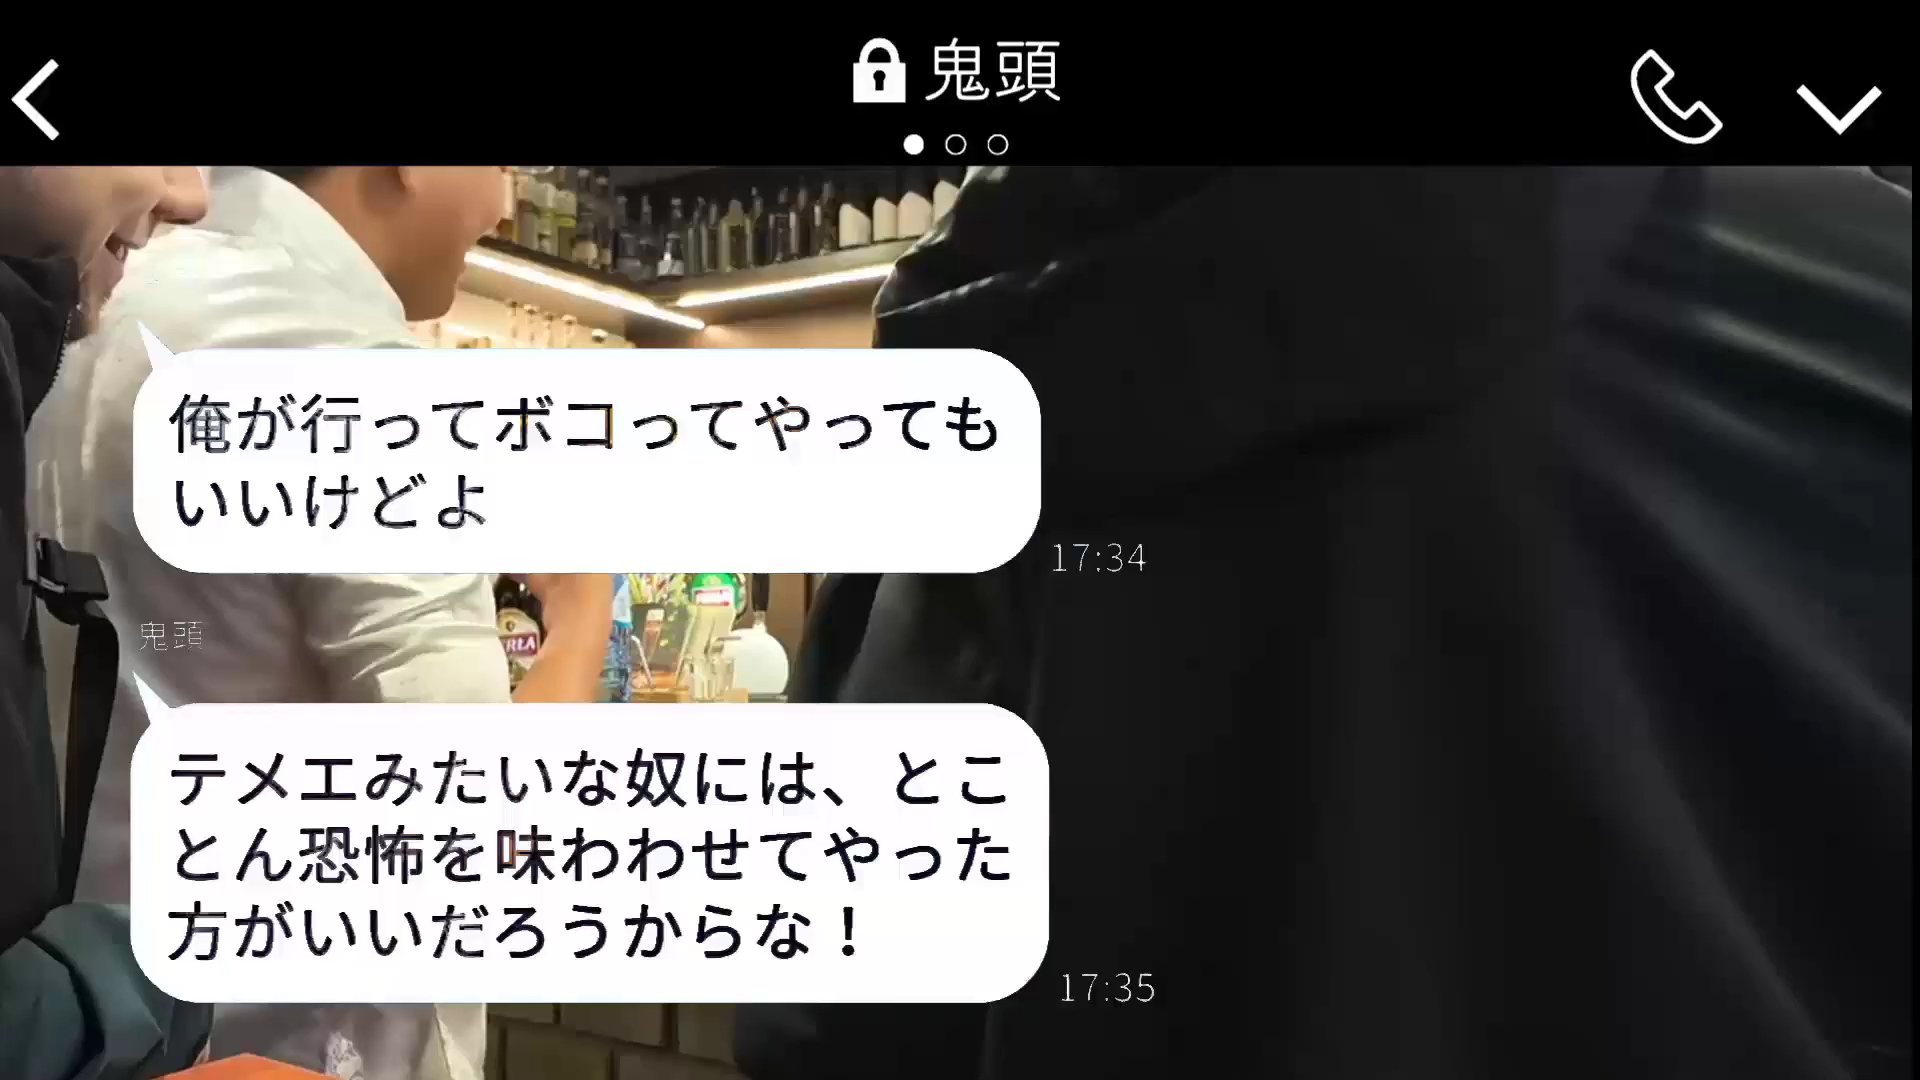 鬼頭
俺が行ってボコってやっても
いいけどよ
17:34
鬼頭
テメエみたいな奴には、とこ
とん恐怖を味わわせてやった
方がいいだろうからな！
17:35